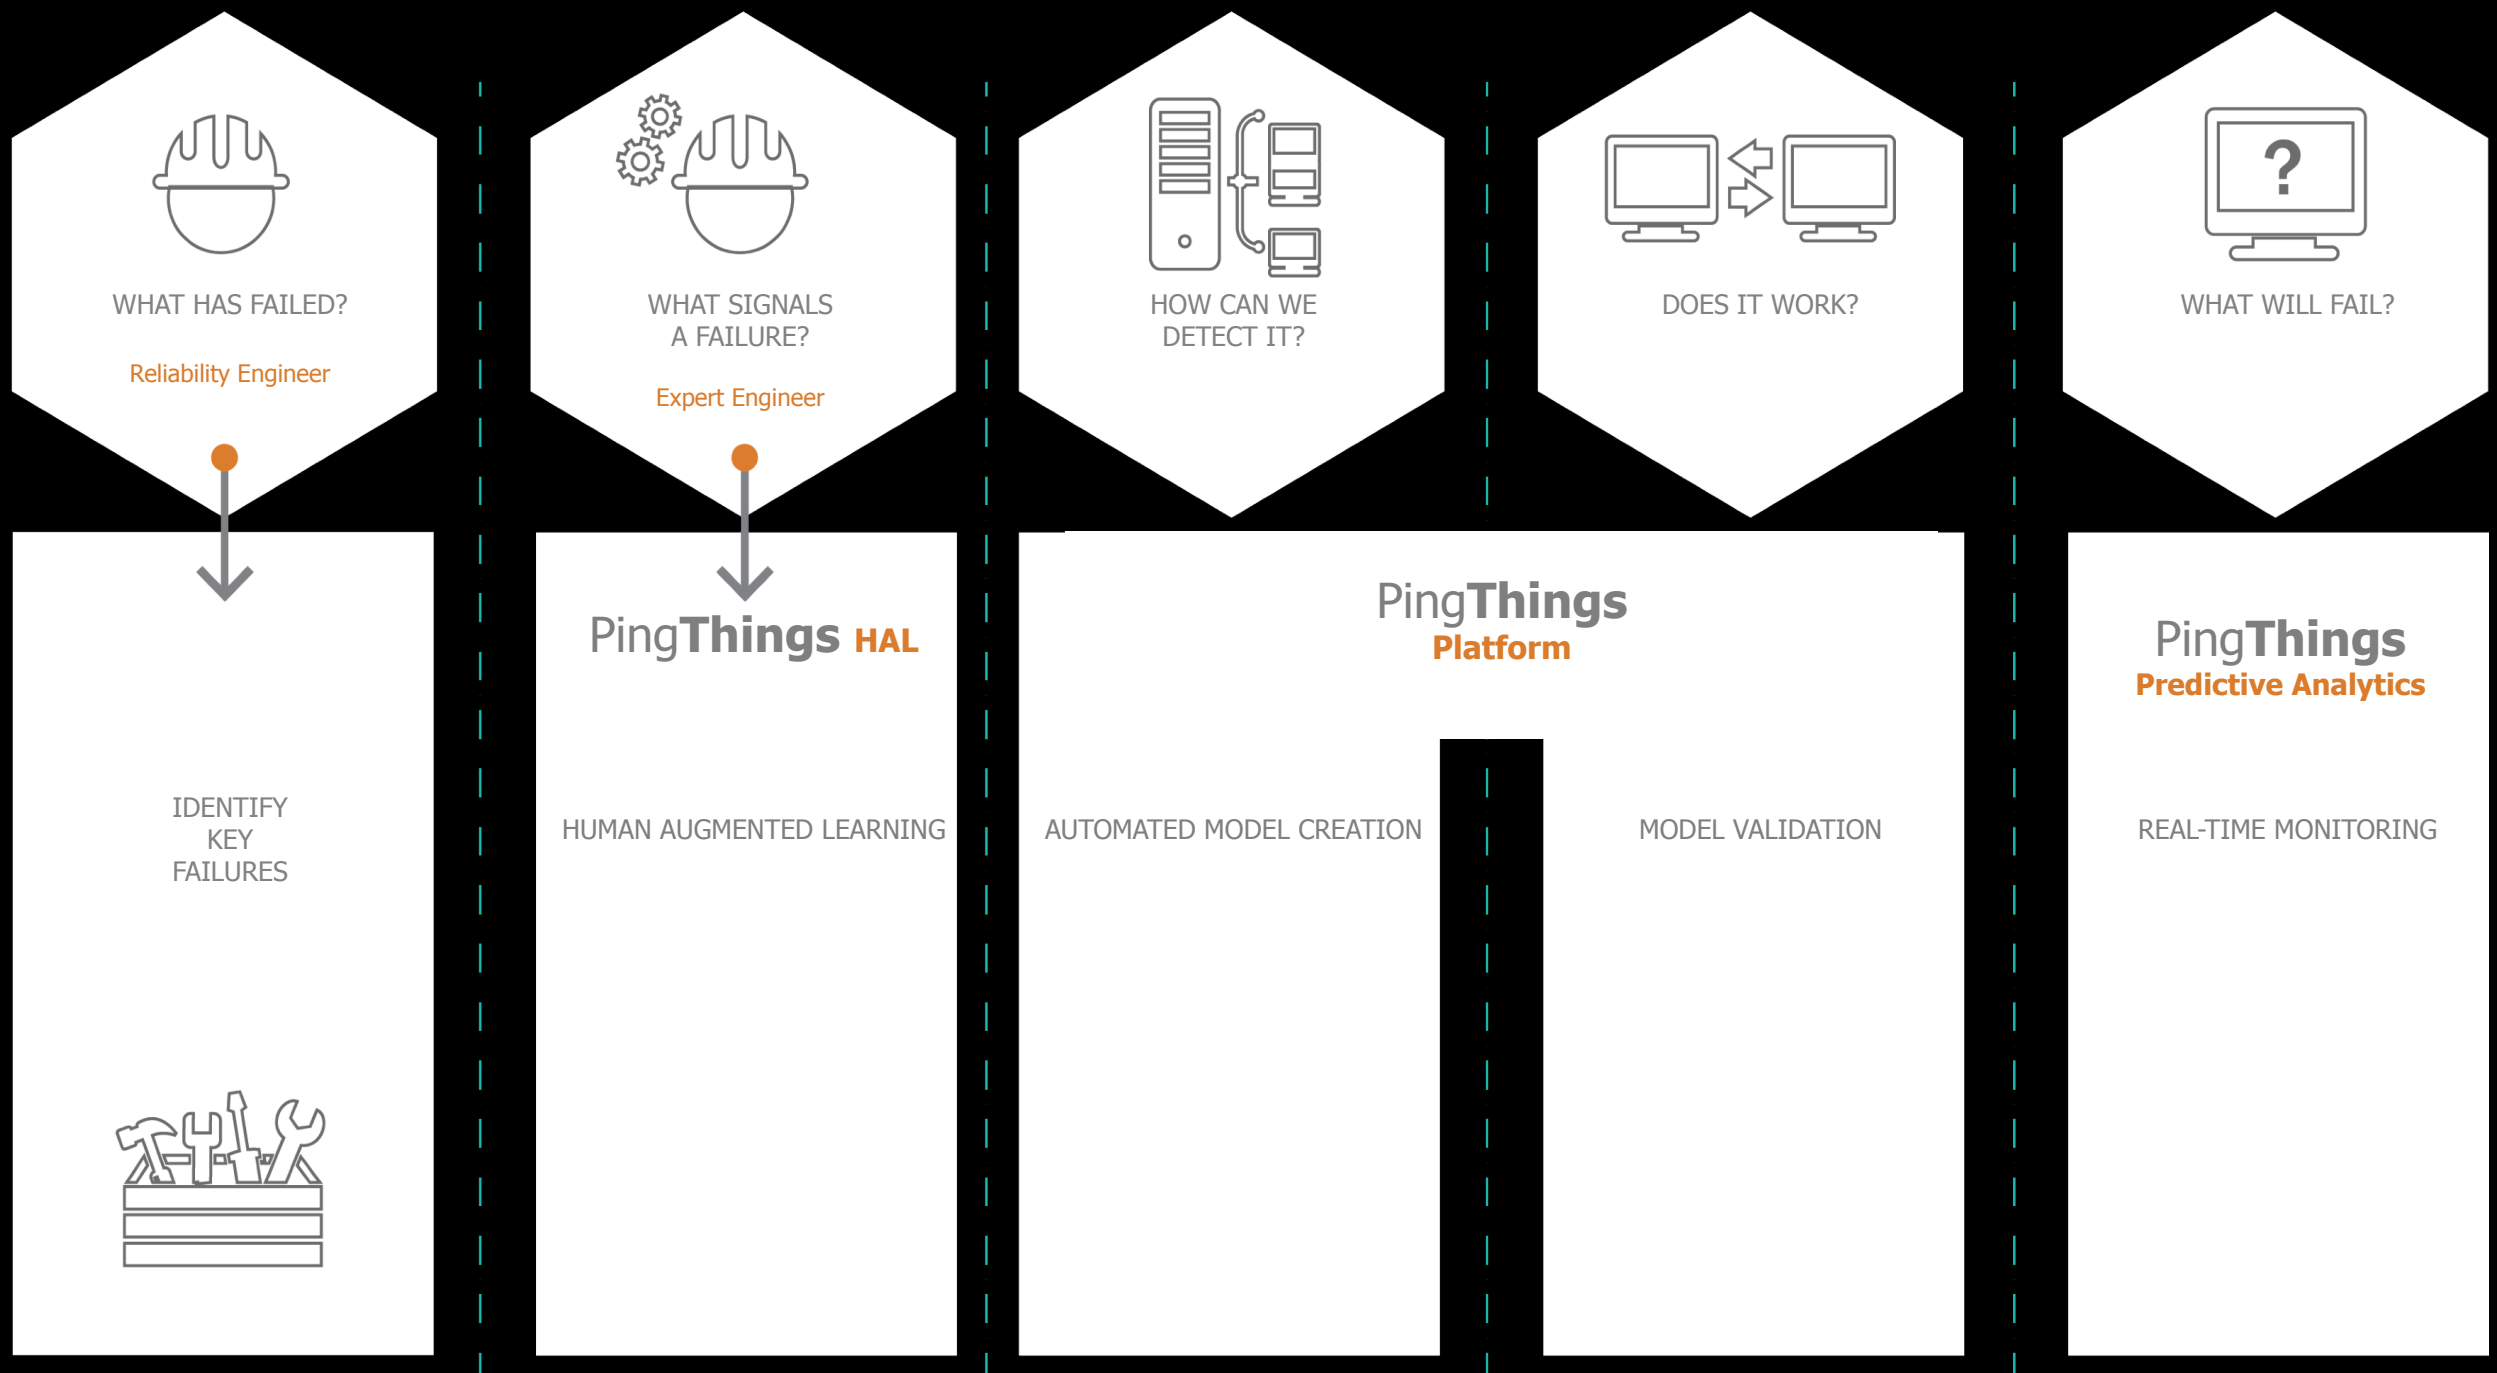 WHAT HAS FAILED?
Reliability Engineer
WHAT SIGNALS
A FAILURE?
Expert Engineer
HOW CAN WE
DETECT IT?
DOES IT WORK?
?
WHAT WILL FAIL?
IDENTIFY
KEY
FAILURES
PingThings HAL
HUMAN AUGMENTED LEARNING
PingThings
Platform
AUTOMATED MODEL CREATION
MODEL VALIDATION
PingThings
Predictive Analytics
REAL-TIME MONITORING